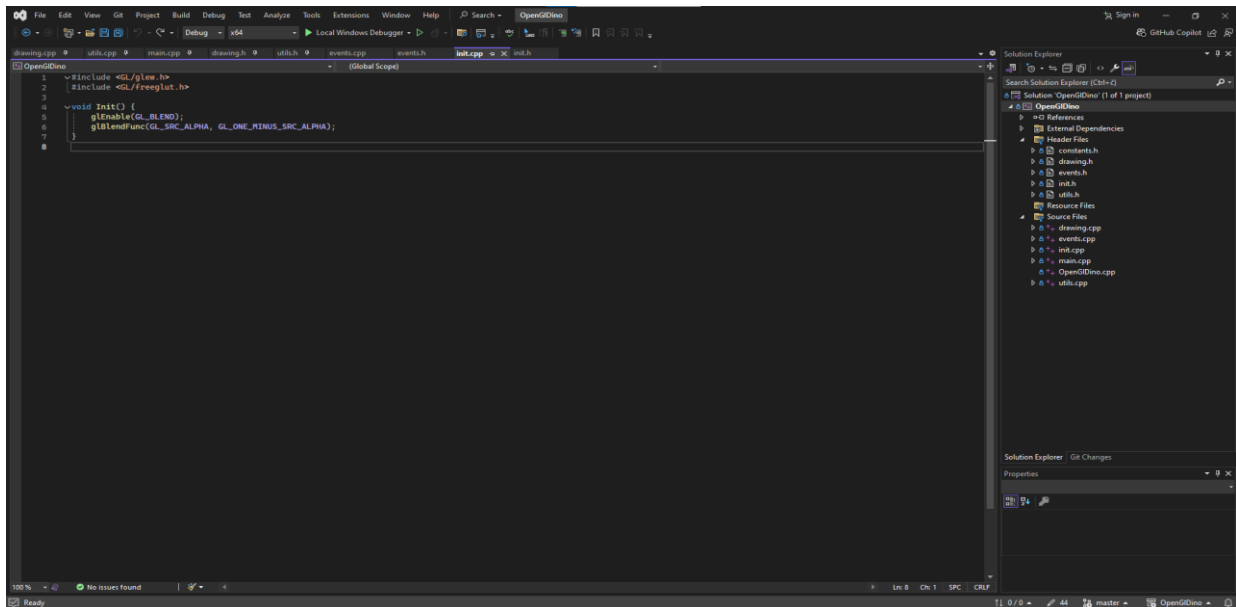 File Edit View Git Project Build Debug Test Analyze Tools Extensions Window Help Search OpenGlDino Sign in
Debug x64 Local Windows Debugger GitHub Copilot
drawing.cpp utils.cpp main.cpp drawing.h utils.h events.cpp events.h init.cpp init.h
OpenGlDino (Global Scope)
1 #include <GL/glew.h>
2 #include <GL/freeglut.h>
3
4 void Init() {
5 glEnable(GL_BLEND);
6 glBlendFunc(GL_SRC_ALPHA, GL_ONE_MINUS_SRC_ALPHA);
7 }
8
100 % No issues found Ln: 8 Ch: 1 SPC CRLF
Solution Explorer
Search Solution Explorer (Ctrl+č)
Solution 'OpenGlDino' (1 of 1 project)
OpenGlDino
References
External Dependencies
Header Files
constants.h
drawing.h
events.h
init.h
utils.h
Resource Files
Source Files
drawing.cpp
events.cpp
init.cpp
main.cpp
OpenGlDino.cpp
utils.cpp
Solution Explorer Git Changes
Properties
Ready 0 / 0 44 master OpenGlDino